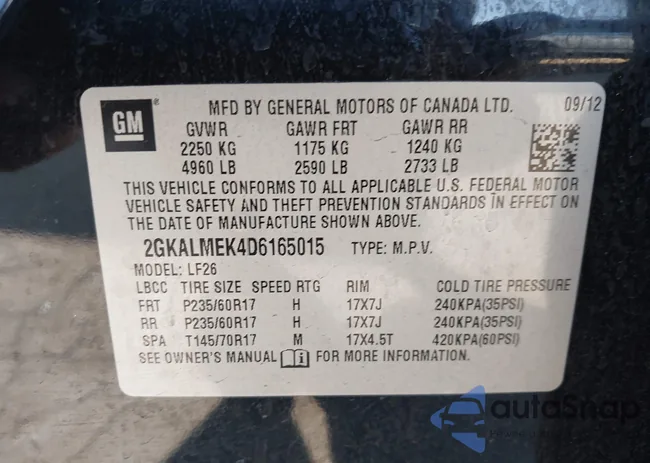 GM MFD BY GENERAL MOTORS OF CANADA LTD. 09/12
GVWR GAWR FRT GAWR RR
2250 KG 1175 KG 1240 KG
4960 LB 2590 LB 2733 LB
THIS VEHICLE CONFORMS TO ALL APPLICABLE U.S. FEDERAL MOTOR
VEHICLE SAFETY AND THEFT PREVENTION STANDARDS IN EFFECT ON
THE DATE OF MANUFACTURE SHOWN ABOVE.
2GKALMEK4D6165015 TYPE: M.P.V.
MODEL: LF26
LBCC TIRE SIZE SPEED RTG RIM COLD TIRE PRESSURE
FRT P235/60R17 H 17X7J 240KPA(35PSI)
RR P235/60R17 H 17X7J 240KPA(35PSI)
SPA T145/70R17 M 17X4.5T 420KPA(60PSI)
SEE OWNER'S MANUAL i FOR MORE INFORMATION.
autoSnap